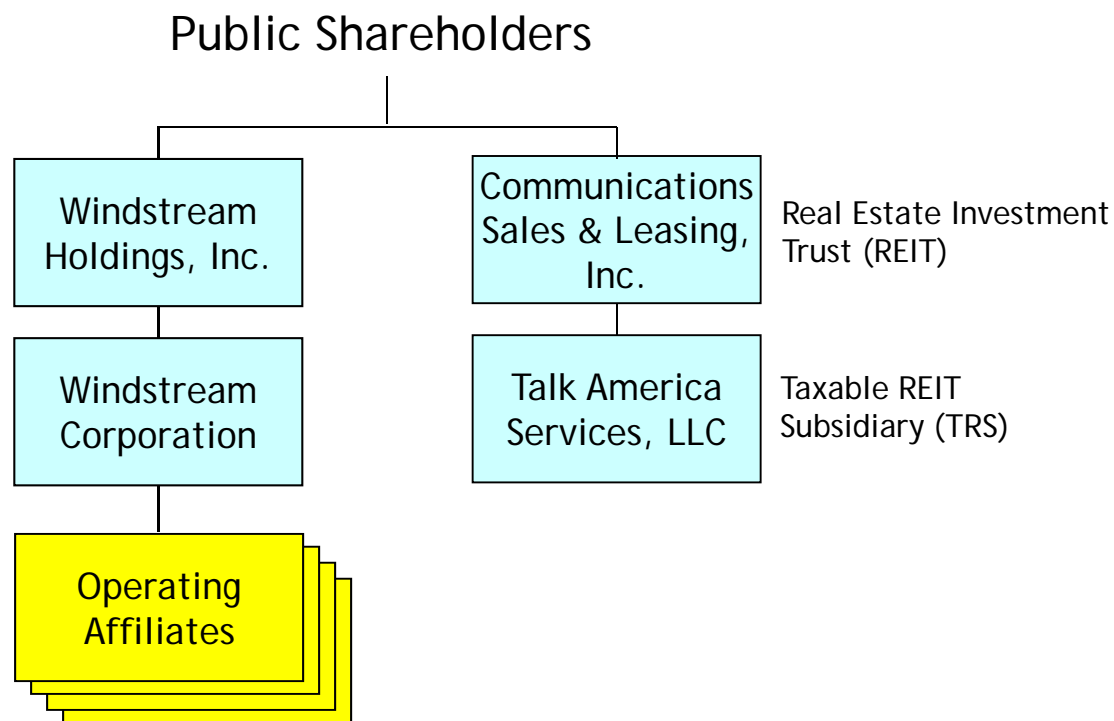 Public Shareholders
Windstream
Holdings, Inc.
Communications
Sales & Leasing,
Inc.
Real Estate Investment
Trust (REIT)
Windstream
Corporation
Talk America
Services, LLC
Taxable REIT
Subsidiary (TRS)
Operating
Affiliates